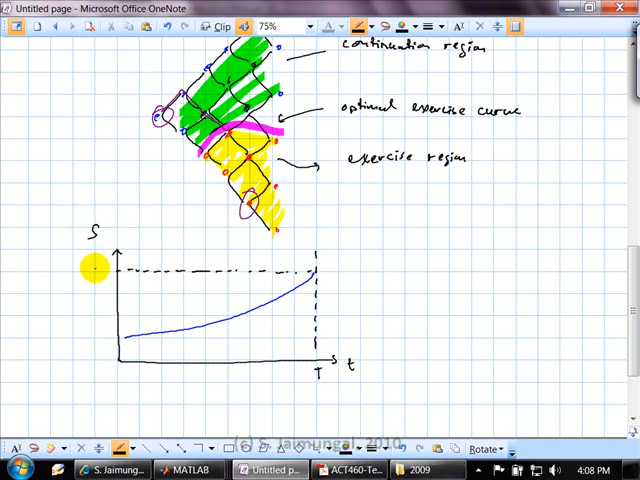 Untitled page - Microsoft Office OneNote
Clip
75%
continuation region
optimal exercise curve
exercise region
S
T
t
(c) S. Jaimungal, 2010
Rotate
S. Jaimung...
MATLAB
Untitled p...
ACT460-Te...
2009
4:08 PM